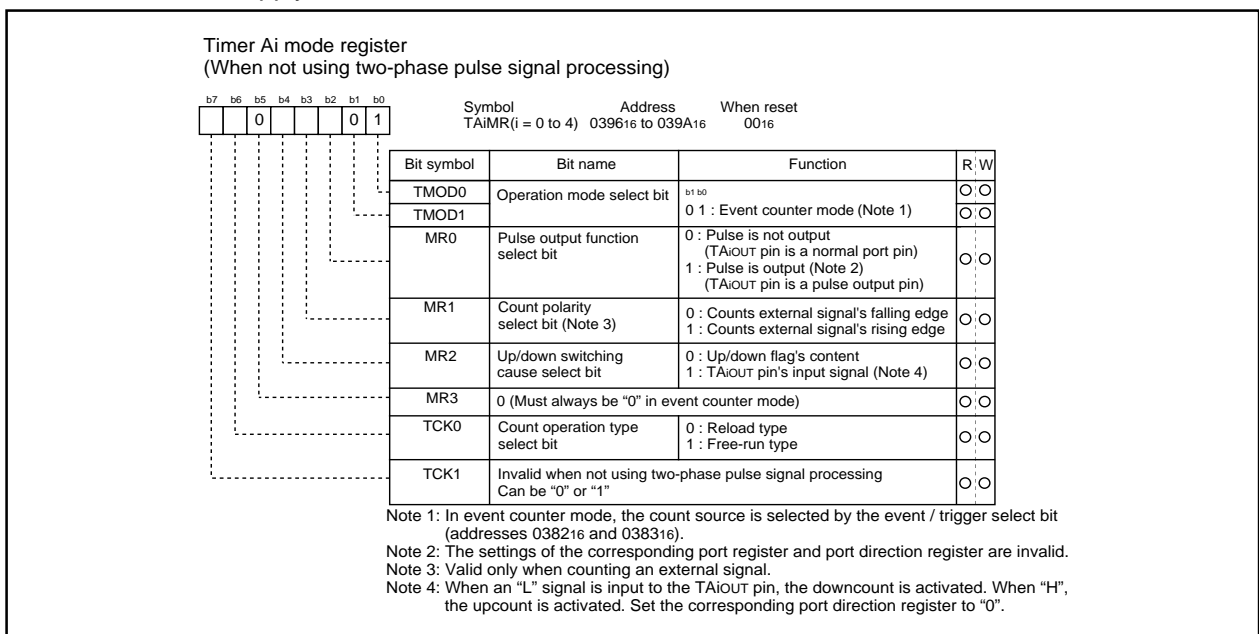 Timer Ai mode register
(When not using two-phase pulse signal processing)
b7 b6 b5 b4 b3 b2 b1 b0
0 0 1
Symbol Address When reset
TAiMR(i = 0 to 4) 039616 to 039A16 0016
Bit symbol Bit name Function R W
TMOD0 Operation mode select bit b1 b0
TMOD1 0 1 : Event counter mode (Note 1)
MR0 Pulse output function 0 : Pulse is not output
select bit (TAiOUT pin is a normal port pin)
1 : Pulse is output (Note 2)
(TAiOUT pin is a pulse output pin)
MR1 Count polarity 0 : Counts external signal's falling edge
select bit (Note 3) 1 : Counts external signal's rising edge
MR2 Up/down switching 0 : Up/down flag's content
cause select bit 1 : TAiOUT pin's input signal (Note 4)
MR3 0 (Must always be “0” in event counter mode)
TCK0 Count operation type 0 : Reload type
select bit 1 : Free-run type
TCK1 Invalid when not using two-phase pulse signal processing
Can be “0” or “1”
Note 1: In event counter mode, the count source is selected by the event / trigger select bit
(addresses 038216 and 038316).
Note 2: The settings of the corresponding port register and port direction register are invalid.
Note 3: Valid only when counting an external signal.
Note 4: When an “L” signal is input to the TAiOUT pin, the downcount is activated. When “H”,
the upcount is activated. Set the corresponding port direction register to “0”.